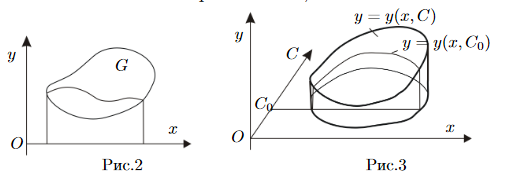 y
G
O
x
Рис.2
y
y = y(x, C)
y = y(x, C₀)
C
C₀
O
x
Рис.3